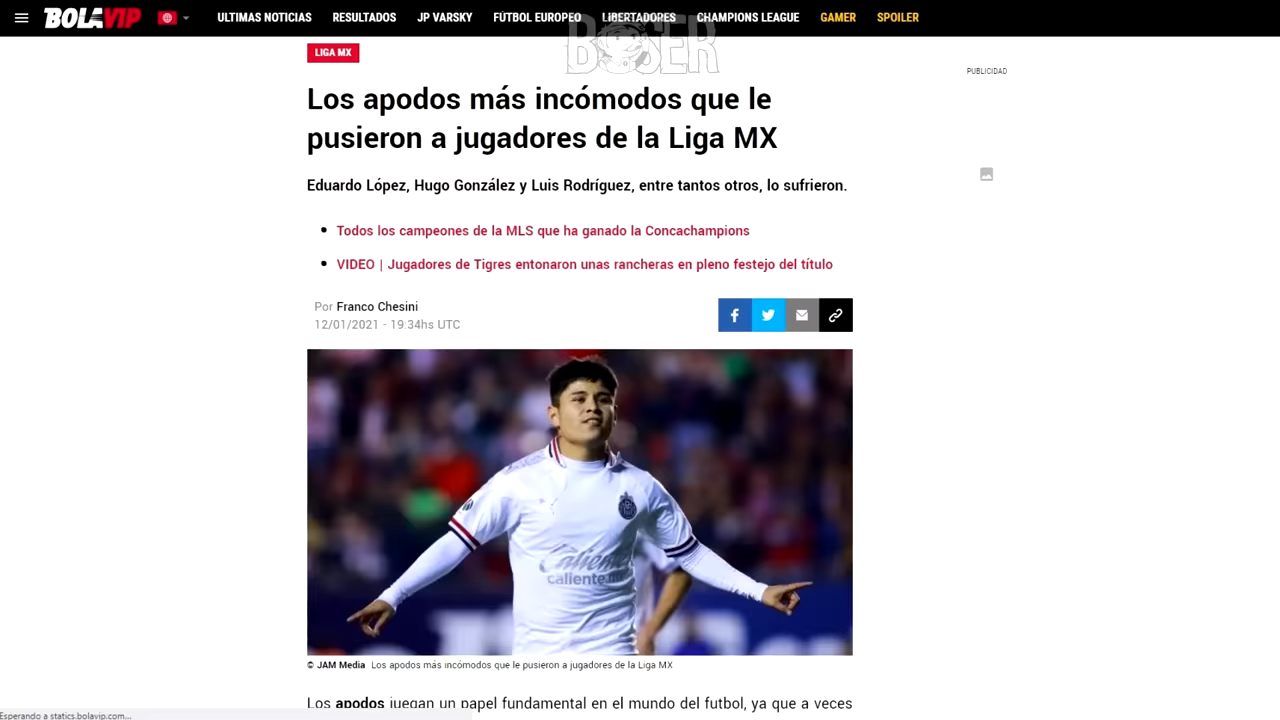 BOLAVIP
ULTIMAS NOTICIAS RESULTADOS JP VARSKY FÚTBOL EUROPEO LIBERTADORES CHAMPIONS LEAGUE GAMER SPOILER
BOSER
LIGA MX
PUBLICIDAD
Los apodos más incómodos que le
pusieron a jugadores de la Liga MX
Eduardo López, Hugo González y Luis Rodríguez, entre tantos otros, lo sufrieron.
Todos los campeones de la MLS que ha ganado la Concachampions
VIDEO | Jugadores de Tigres entonaron unas rancheras en pleno festejo del título
Por Franco Chesini
12/01/2021 - 19:34hs UTC
Caliente
caliente.mx
© JAM Media Los apodos más incómodos que le pusieron a jugadores de la Liga MX
Los apodos juegan un papel fundamental en el mundo del futbol, ya que a veces
Esperando a statics.bolavip.com...